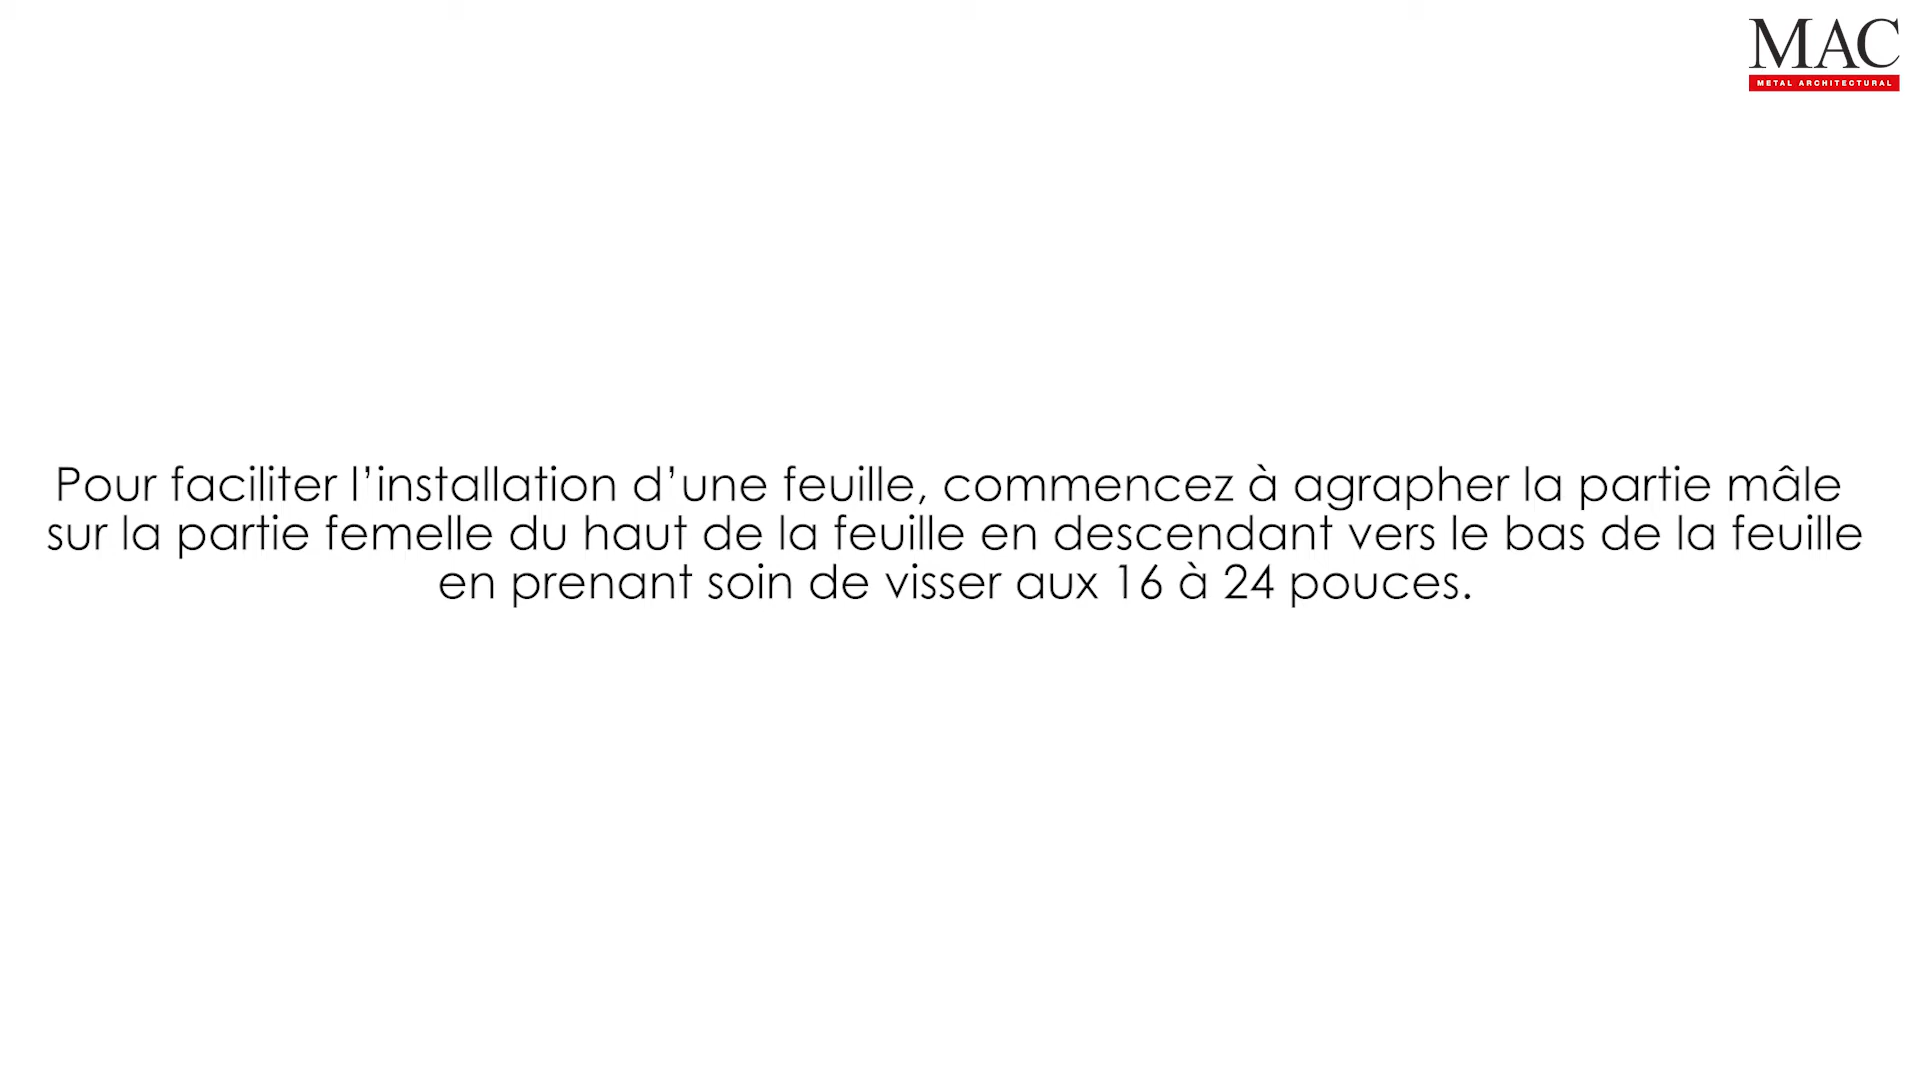 MAC
METAL ARCHITECTURAL
Pour faciliter l’installation d’une feuille, commencez à agrapher la partie mâle
sur la partie femelle du haut de la feuille en descendant vers le bas de la feuille
en prenant soin de visser aux 16 à 24 pouces.